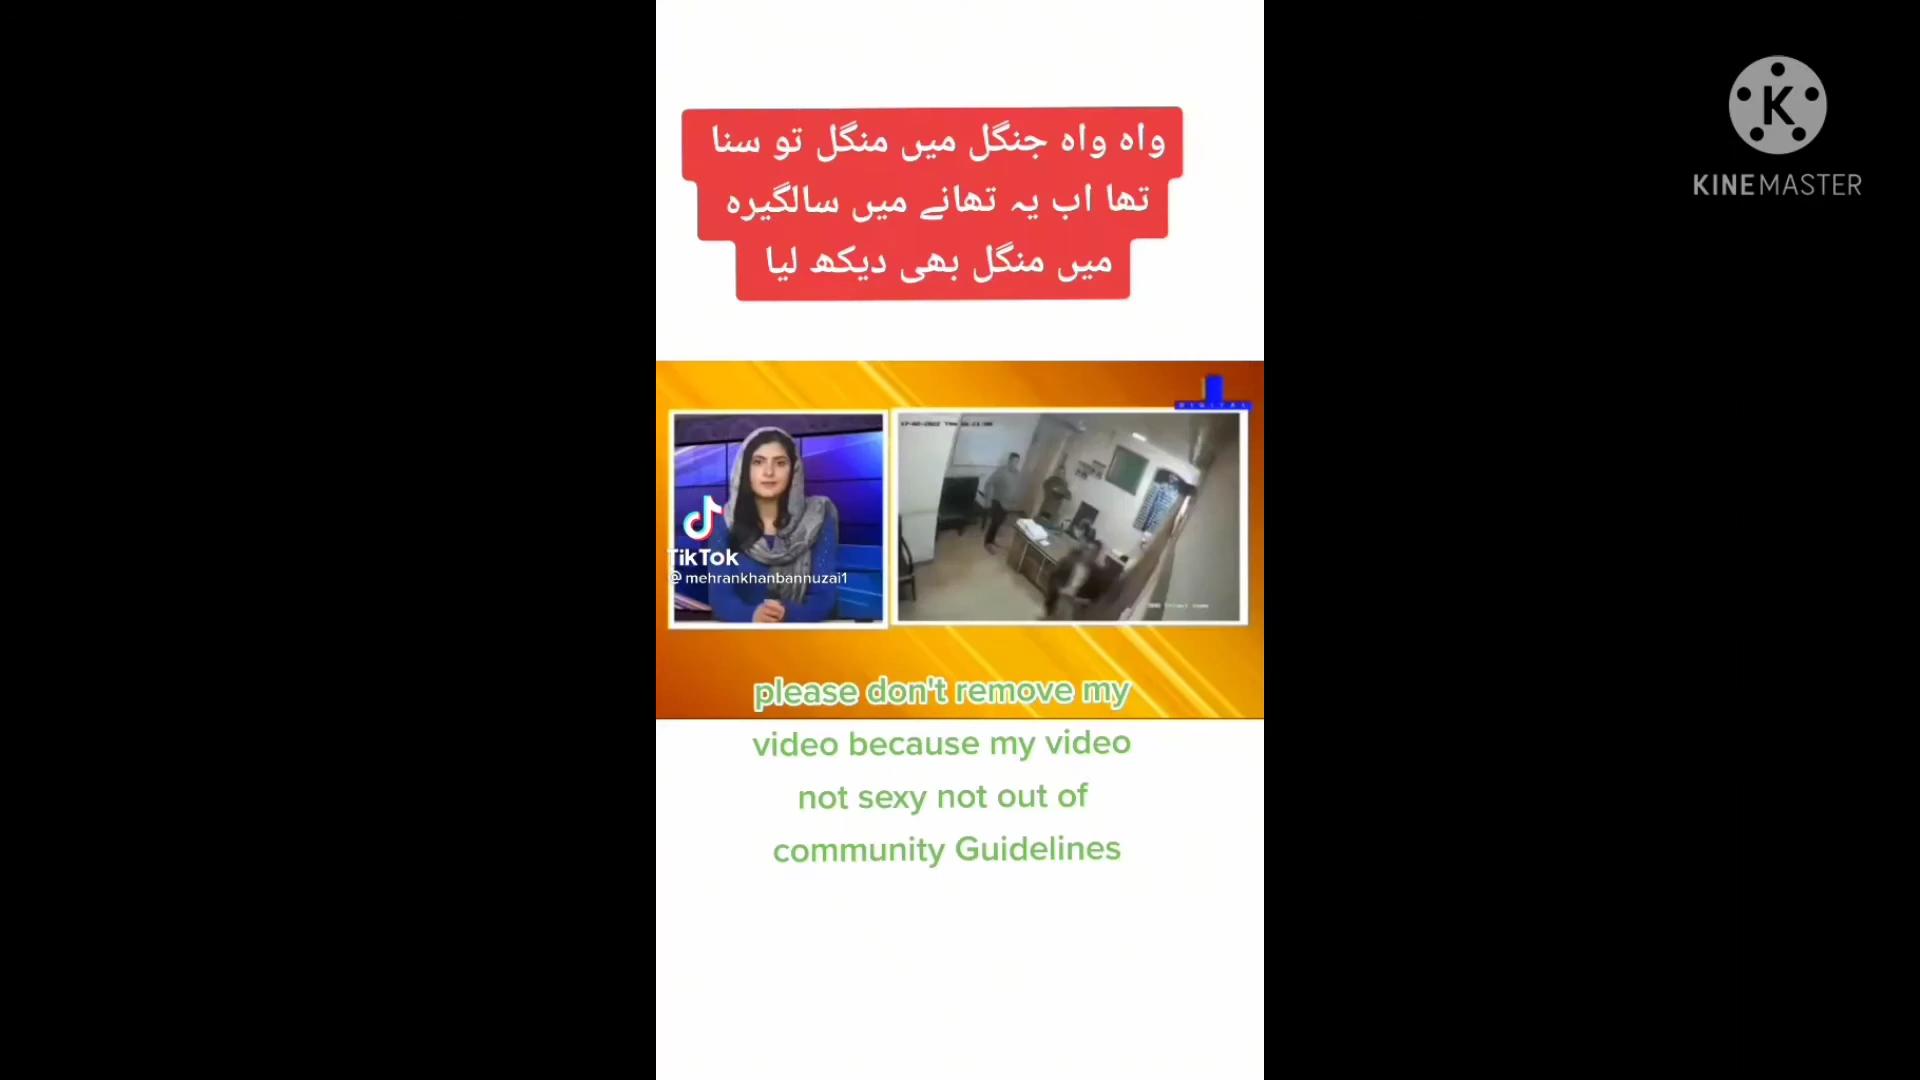 واہ واہ جنگل میں منگل تو سنا
تھا اب یہ تھانے میں سالگیرہ
میں منگل بھی دیکھ لیا
KINEMASTER
DIGITAL
TikTok
@mehrankhanbannuzai1
please don't remove my
video because my video
not sexy not out of
community Guidelines